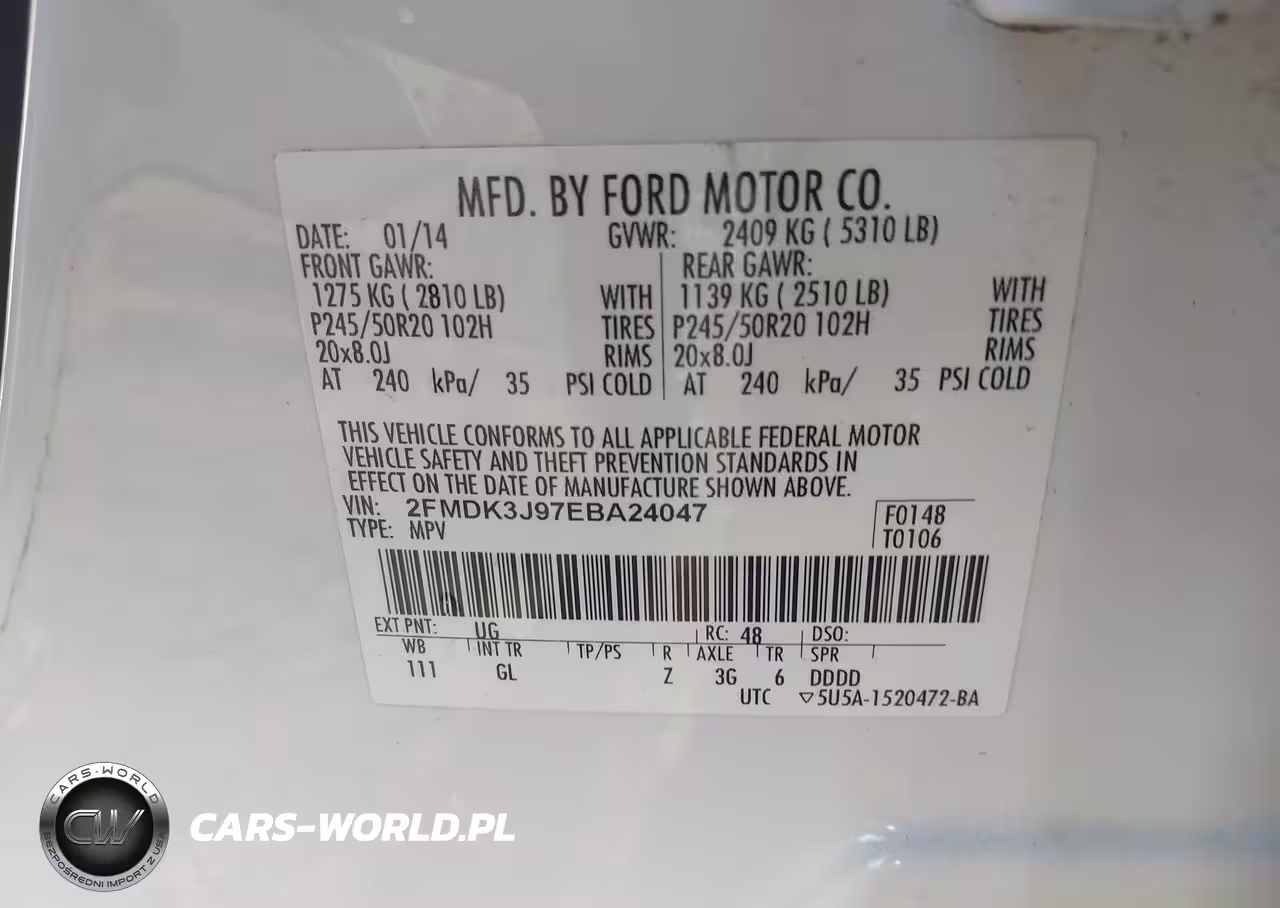 MFD. BY FORD MOTOR CO.
DATE: 01/14 GVWR: 2409 KG ( 5310 LB)
FRONT GAWR: REAR GAWR:
1275 KG ( 2810 LB) WITH 1139 KG ( 2510 LB) WITH
P245/50R20 102H TIRES P245/50R20 102H TIRES
20x8.0J RIMS 20x8.0J RIMS
AT 240 kPa/ 35 PSI COLD AT 240 kPa/ 35 PSI COLD
THIS VEHICLE CONFORMS TO ALL APPLICABLE FEDERAL MOTOR
VEHICLE SAFETY AND THEFT PREVENTION STANDARDS IN
EFFECT ON THE DATE OF MANUFACTURE SHOWN ABOVE.
VIN: 2FMDK3J97EBA24047 F0148
TYPE: MPV T0106
EXT PNT: UG RC: 48 DSO:
WB INT TR TP/PS R AXLE TR SPR
111 GL Z 3G 6 DDDD
UTC ▽5U5A-1520472-BA
CARS-WORLD
CW
BEZPOŚREDNI IMPORT Z USA
CARS-WORLD.PL